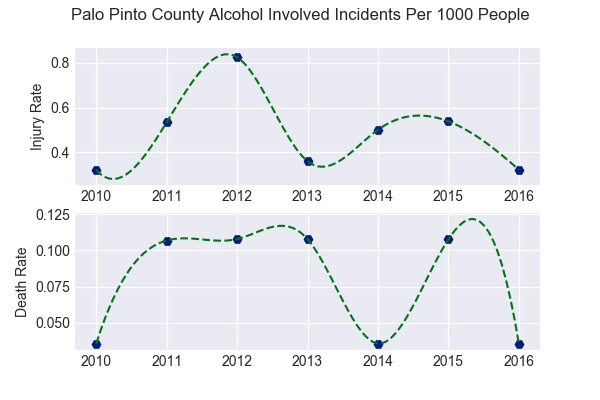 Palo Pinto County Alcohol Involved Incidents Per 1000 People
0.8
0.6
0.4
Injury Rate
2010 2011 2012 2013 2014 2015 2016
0.125
0.100
0.075
0.050
Death Rate
2010 2011 2012 2013 2014 2015 2016